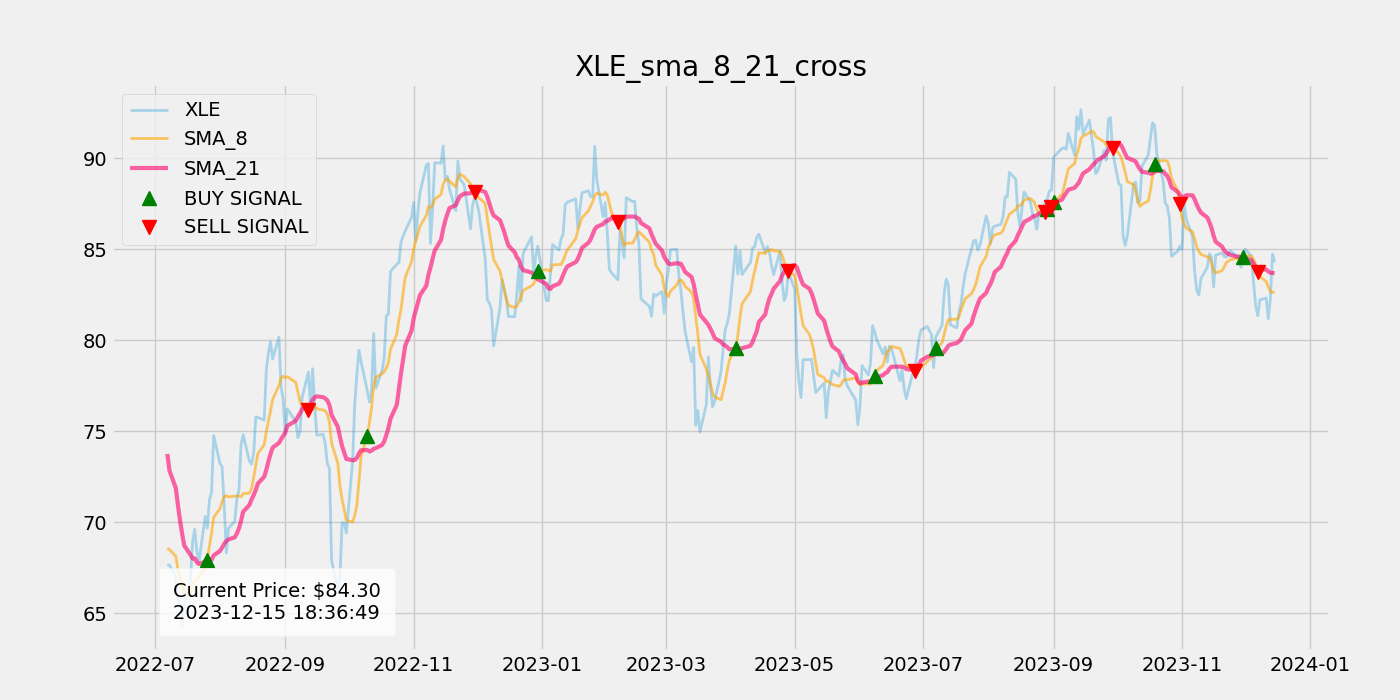 XLE_sma_8_21_cross
XLE
SMA_8
SMA_21
BUY SIGNAL
SELL SIGNAL
90
85
80
75
70
65
Current Price: $84.30
2023-12-15 18:36:49
2022-07 2022-09 2022-11 2023-01 2023-03 2023-05 2023-07 2023-09 2023-11 2024-01